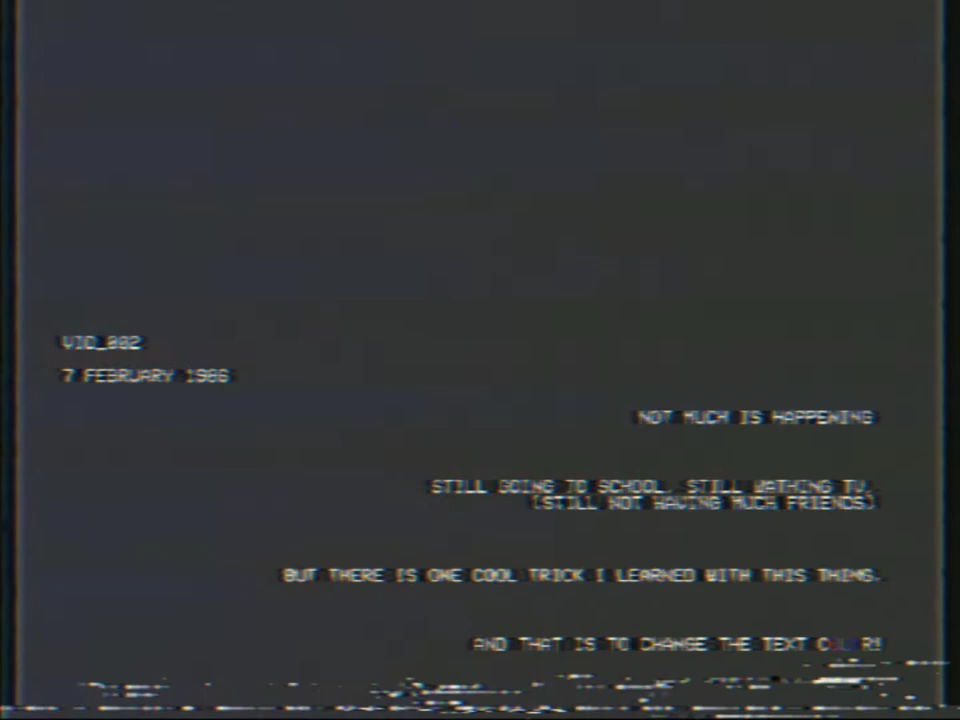 VID_002
7 FEBRUARY 1986
NOT MUCH IS HAPPENING
STILL GOING TO SCHOOL, STILL WATHING TV.
(STILL NOT HAVING MUCH FRIENDS)
BUT THERE IS ONE COOL TRICK I LEARNED WITH THIS THING.
AND THAT IS TO CHANGE THE TEXT COLOR!